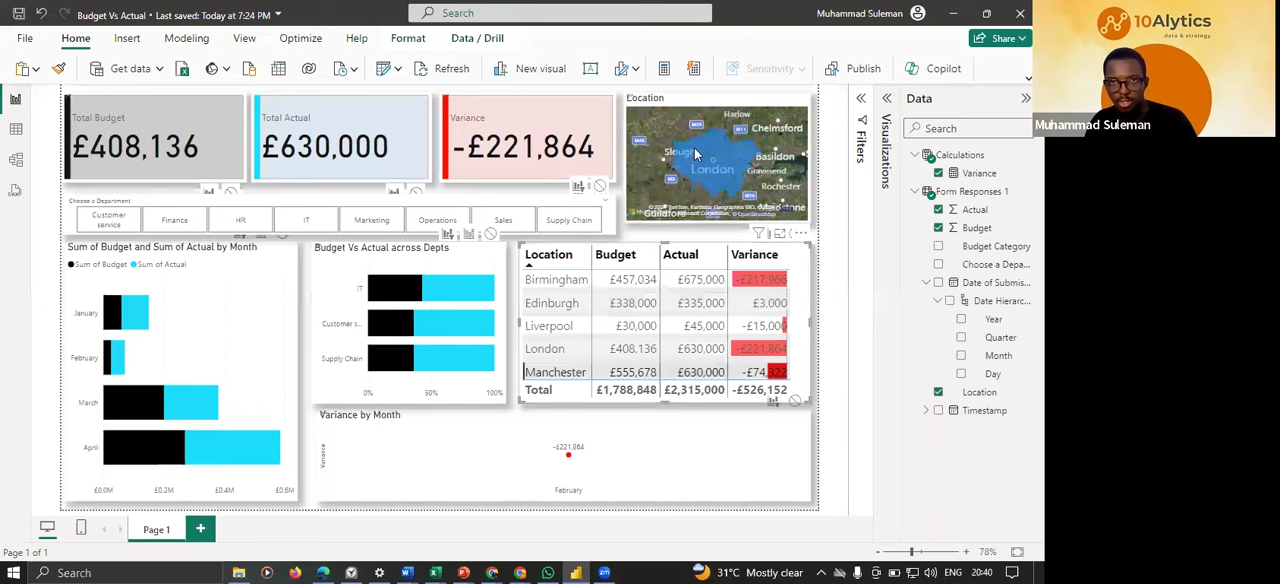 Budget Vs Actual • Last saved: Today at 7:24 PM
Search
Muhammad Suleman
File Home Insert Modeling View Optimize Help Format Data / Drill
Share
Get data
Refresh
New visual
Sensitivity
Publish
Copilot
Total Budget
£408,136
Total Actual
£630,000
Variance
-£221,864
Location
Harlow
Chelmsford
Slough
London
Basildon
Gravesend
Rochester
Guildford
Choose a Department
Customer service
Finance
HR
IT
Marketing
Operations
Sales
Supply Chain
Sum of Budget and Sum of Actual by Month
Sum of Budget Sum of Actual
January
February
March
April
£0.0M £0.2M £0.4M £0.6M
Budget Vs Actual across Depts
IT
Customer s...
Supply Chain
0% 50% 100%
Location Budget Actual Variance
Birmingham £457,034 £675,000 -£217,966
Edinburgh £338,000 £335,000 £3,000
Liverpool £30,000 £45,000 -£15,000
London £408,136 £630,000 -£221,864
Manchester £555,678 £630,000 -£74,322
Total £1,788,848 £2,315,000 -£526,152
Variance by Month
Variance
-£221,864
February
Filters
Visualizations
Data
Search
Calculations
Variance
Form Responses 1
Actual
Budget
Budget Category
Choose a Depa...
Date of Submis...
Date Hierarc...
Year
Quarter
Month
Day
Location
Timestamp
10Alytics
data & strategy
Muhammad Suleman
Page 1
Page 1 of 1
78%
Search
31°C Mostly clear
ENG
20:40